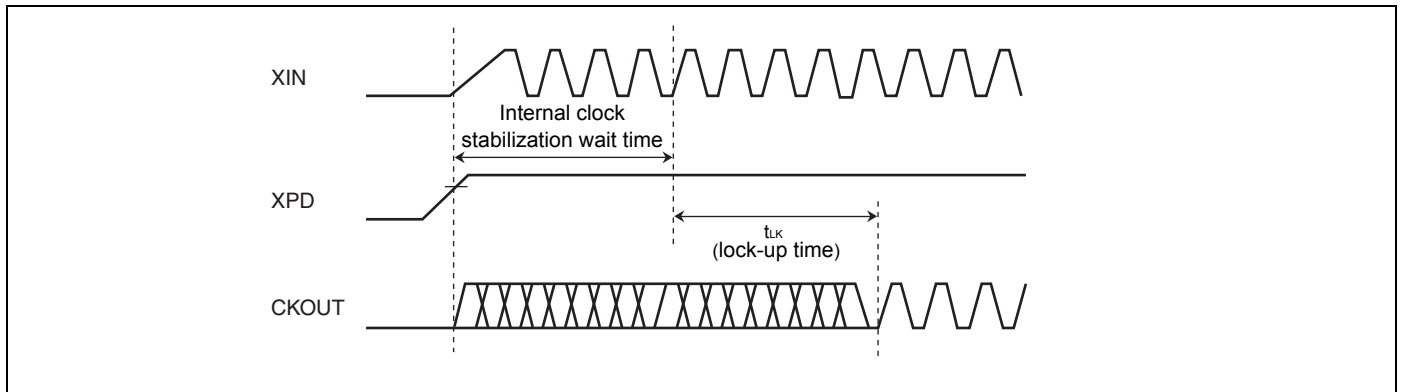 XIN
Internal clock
stabilization wait time
XPD
tLK
(lock-up time)
CKOUT